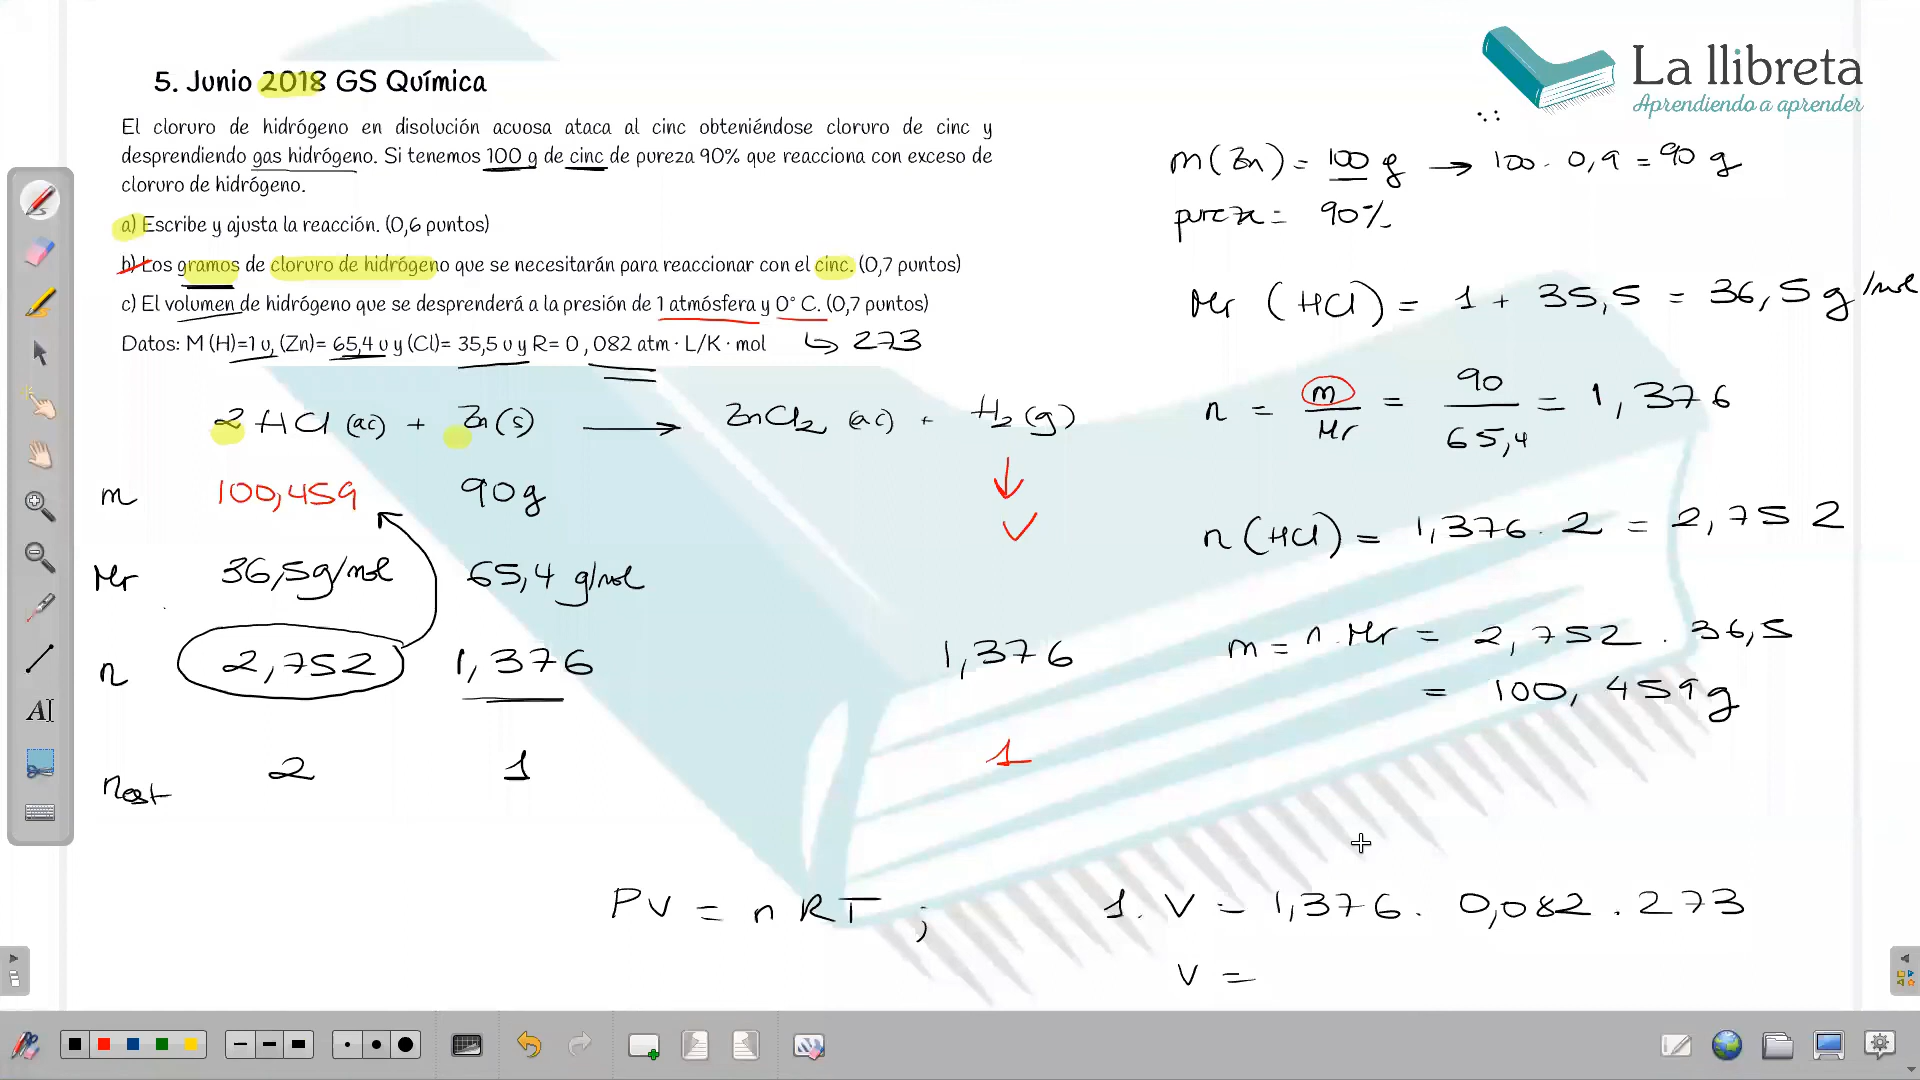 La llibreta
Aprendiendo a aprender
5. Junio 2018 GS Química
El cloruro de hidrógeno en disolución acuosa ataca al cinc obteniéndose cloruro de cinc y
desprendiendo gas hidrógeno. Si tenemos 100 g de cinc de pureza 90% que reacciona con exceso de
cloruro de hidrógeno.
a) Escribe y ajusta la reacción. (0,6 puntos)
b) Los gramos de cloruro de hidrógeno que se necesitarán para reaccionar con el cinc. (0,7 puntos)
c) El volumen de hidrógeno que se desprenderá a la presión de 1 atmósfera y 0° C. (0,7 puntos)
Datos: M (H)=1 u, (Zn)= 65,4 u y (Cl)= 35,5 u y R= 0 , 082 atm · L/K · mol ↳ 273
2 HCl (ac) + Zn(s) → ZnCl2 (ac) + H2 (g)
m 100,459 90g ↓ V
Mr 36,5g/mol 65,4 g/mol
n 2,752 1,376 1,376
nest 2 1 1
m(Zn) = 100 g → 100 · 0,9 = 90 g
pureza = 90%
Mr (HCl) = 1 + 35,5 = 36,5 g/mol
n = m/Mr = 90/65,4 = 1,376
n (HCl) = 1,376 · 2 = 2,752
m = n · Mr = 2,752 · 36,5
= 100,459 g
PV = n RT ; 1 · V = 1,376 · 0,082 · 273
V =